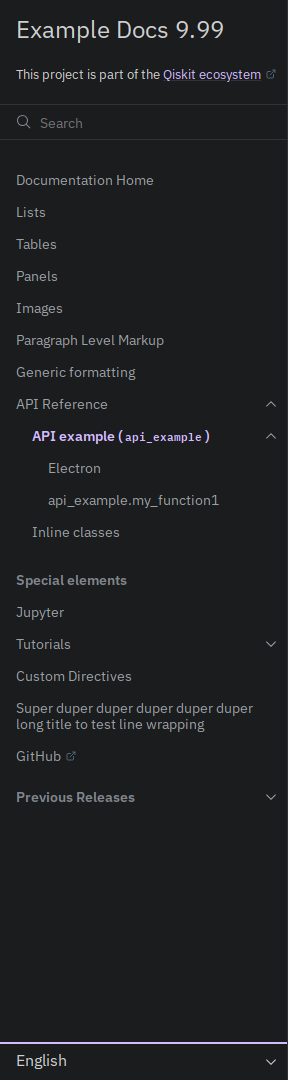 Example Docs 9.99
This project is part of the Qiskit ecosystem
Search
Documentation Home
Lists
Tables
Panels
Images
Paragraph Level Markup
Generic formatting
API Reference
API example (api_example)
Electron
api_example.my_function1
Inline classes
Special elements
Jupyter
Tutorials
Custom Directives
Super duper duper duper duper duper
long title to test line wrapping
GitHub
Previous Releases
English